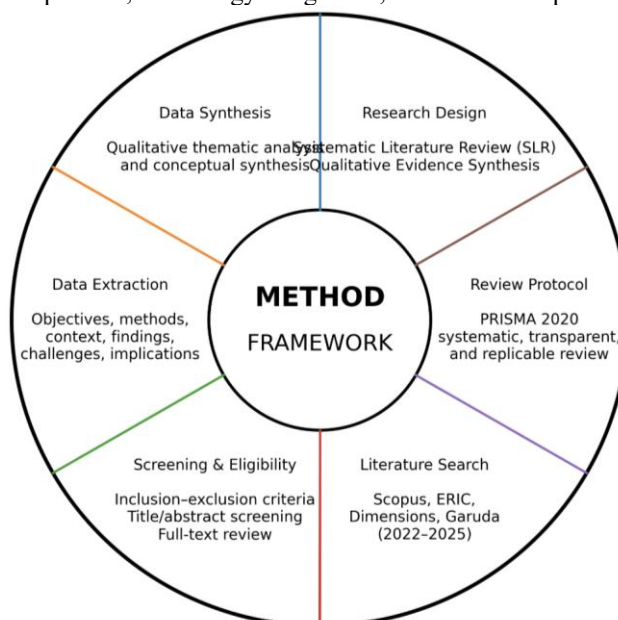 Data Synthesis
Qualitative thematic analysis
and conceptual synthesis
Research Design
Systematic Literature Review (SLR)
Qualitative Evidence Synthesis
Review Protocol
PRISMA 2020
systematic, transparent,
and replicable review
Literature Search
Scopus, ERIC,
Dimensions, Garuda
(2022–2025)
Screening & Eligibility
Inclusion–exclusion criteria
Title/abstract screening
Full-text review
Data Extraction
Objectives, methods,
context, findings,
challenges, implications
METHOD
FRAMEWORK